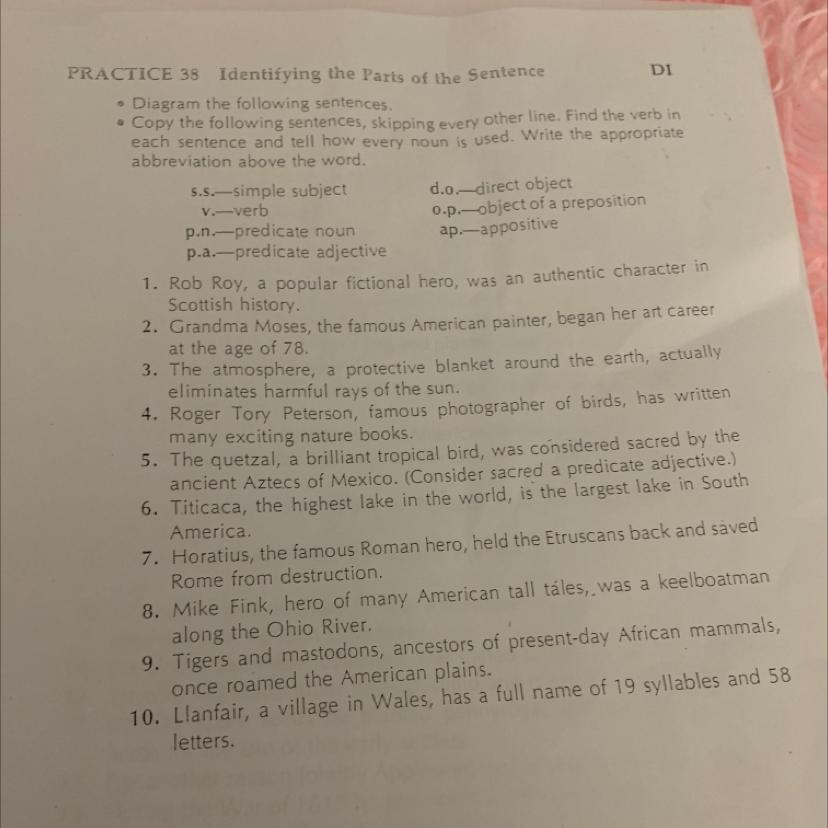 PRACTICE 38 Identifying the Parts of the Sentence DI
• Diagram the following sentences.
• Copy the following sentences, skipping every other line. Find the verb in
each sentence and tell how every noun is used. Write the appropriate
abbreviation above the word.
s.s.—simple subject d.o.—direct object
v.—verb o.p.—object of a preposition
p.n.—predicate noun ap.—appositive
p.a.—predicate adjective
1. Rob Roy, a popular fictional hero, was an authentic character in
Scottish history.
2. Grandma Moses, the famous American painter, began her art career
at the age of 78.
3. The atmosphere, a protective blanket around the earth, actually
eliminates harmful rays of the sun.
4. Roger Tory Peterson, famous photographer of birds, has written
many exciting nature books.
5. The quetzal, a brilliant tropical bird, was considered sacred by the
ancient Aztecs of Mexico. (Consider sacred a predicate adjective.)
6. Titicaca, the highest lake in the world, is the largest lake in South
America.
7. Horatius, the famous Roman hero, held the Etruscans back and saved
Rome from destruction.
8. Mike Fink, hero of many American tall tales, was a keelboatman
along the Ohio River.
9. Tigers and mastodons, ancestors of present-day African mammals,
once roamed the American plains.
10. Llanfair, a village in Wales, has a full name of 19 syllables and 58
letters.